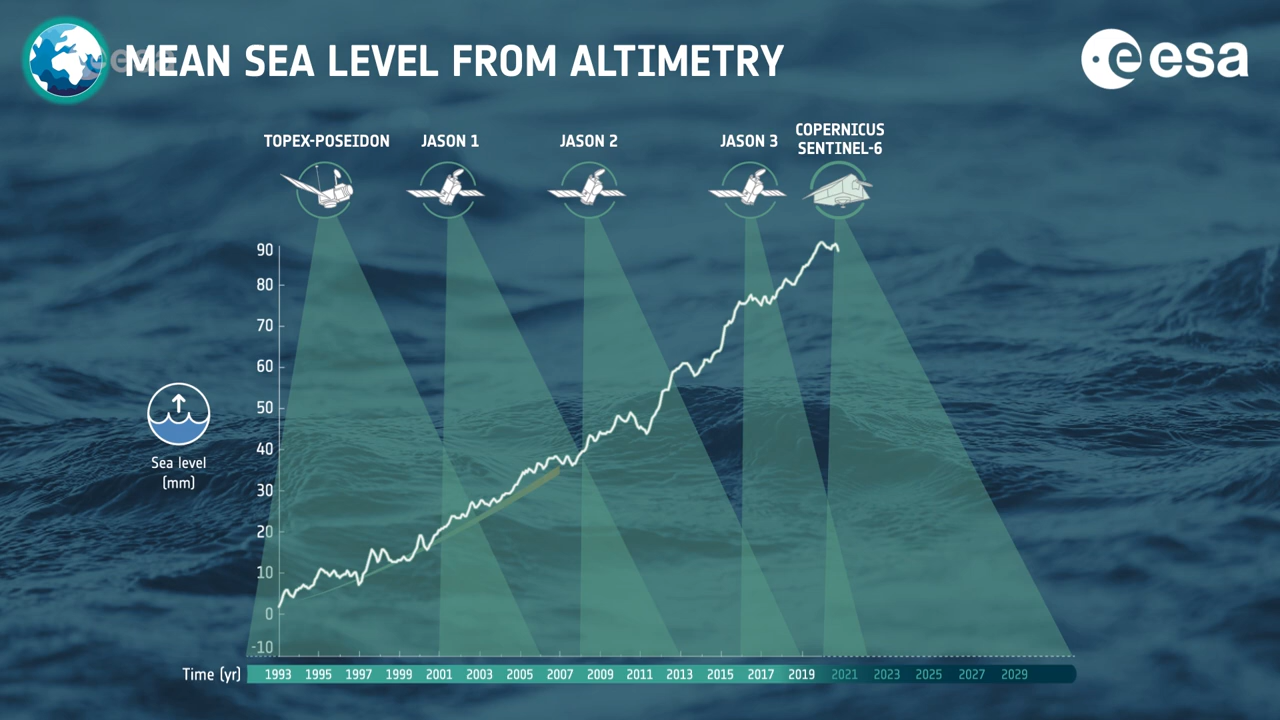 esa
MEAN SEA LEVEL FROM ALTIMETRY
esa
TOPEX-POSEIDON
JASON 1
JASON 2
JASON 3
COPERNICUS
SENTINEL-6
90
80
70
60
50
40
30
20
10
0
-10
Sea level
(mm)
Time (yr)
1993 1995 1997 1999 2001 2003 2005 2007 2009 2011 2013 2015 2017 2019 2021 2023 2025 2027 2029